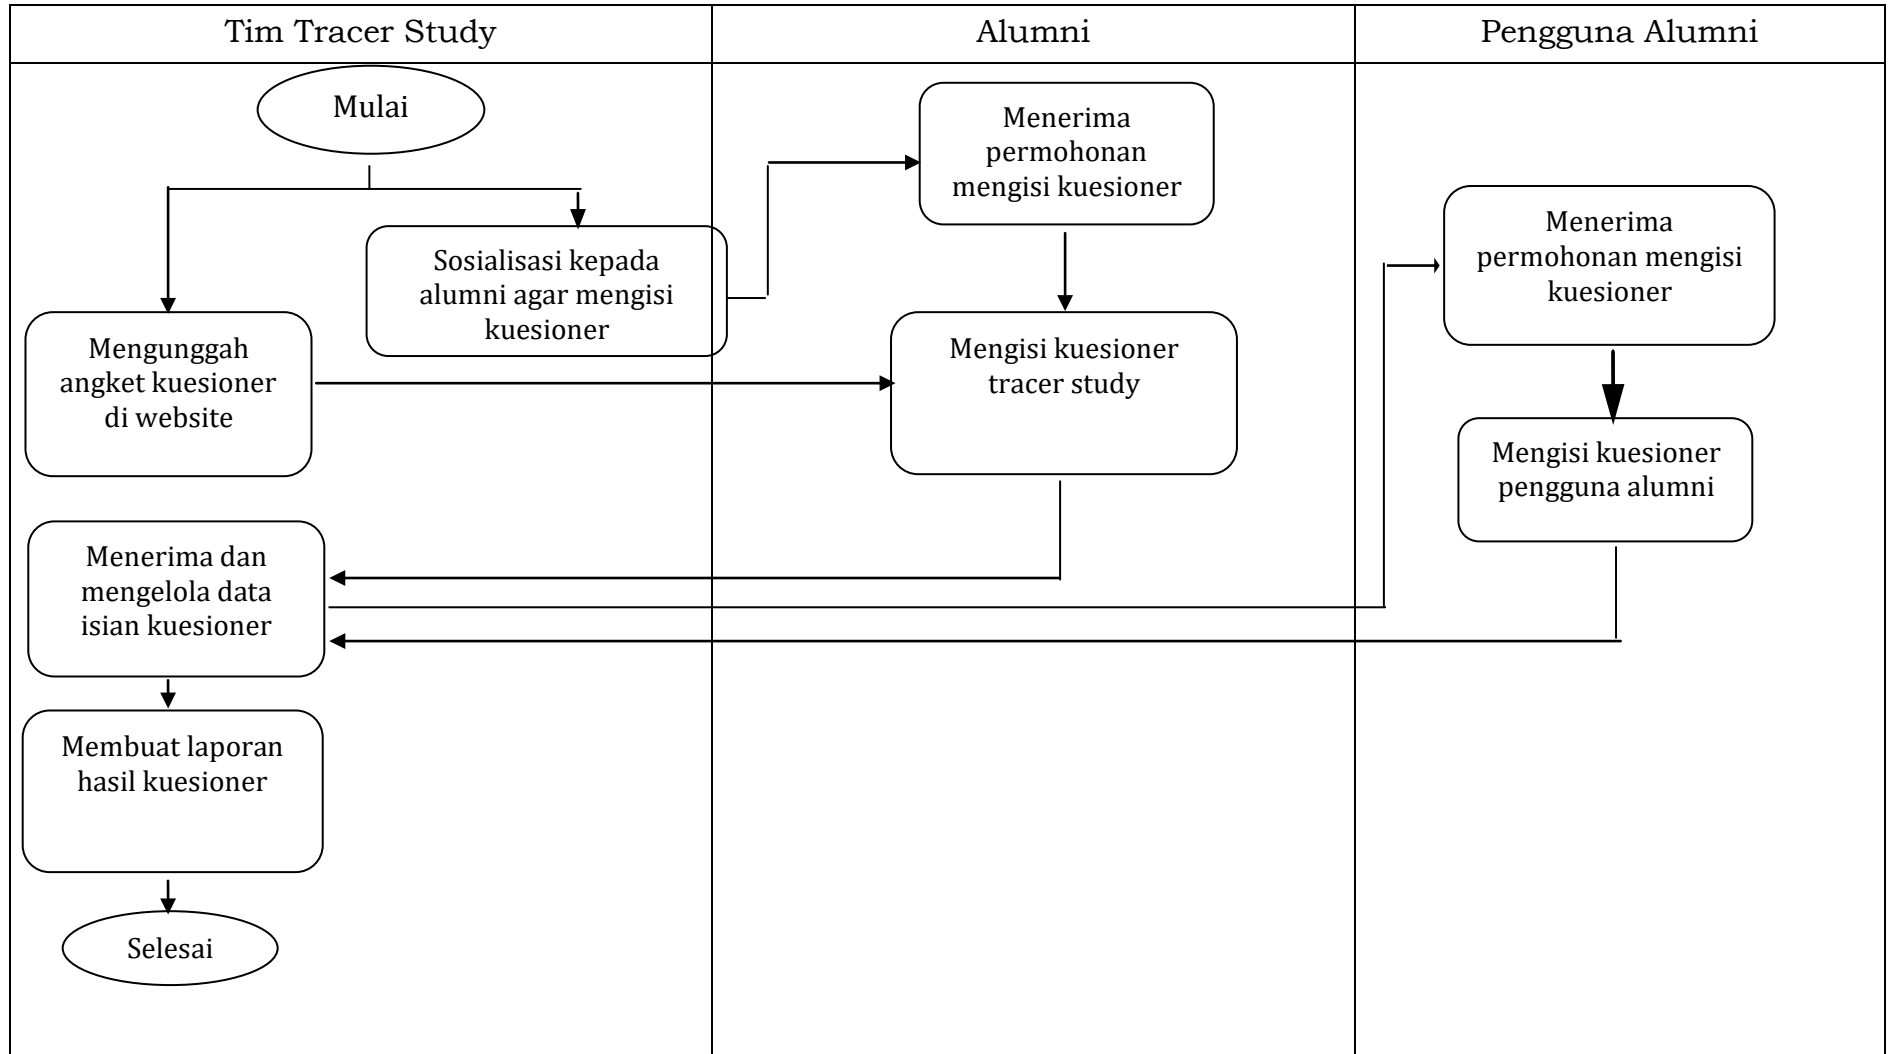 Tim Tracer Study
Alumni
Pengguna Alumni
Mulai
Sosialisasi kepada
alumni agar mengisi
kuesioner
Mengunggah
angket kuesioner
di website
Menerima
permohonan
mengisi kuesioner
Mengisi kuesioner
tracer study
Menerima dan
mengelola data
isian kuesioner
Menerima
permohonan mengisi
kuesioner
Mengisi kuesioner
pengguna alumni
Membuat laporan
hasil kuesioner
Selesai